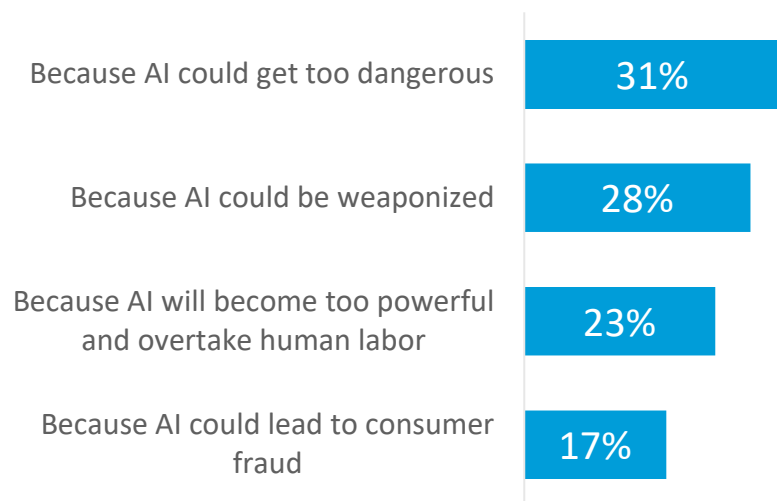 Because AI could get too dangerous
31%
Because AI could be weaponized
28%
Because AI will become too powerful
and overtake human labor
23%
Because AI could lead to consumer
fraud
17%